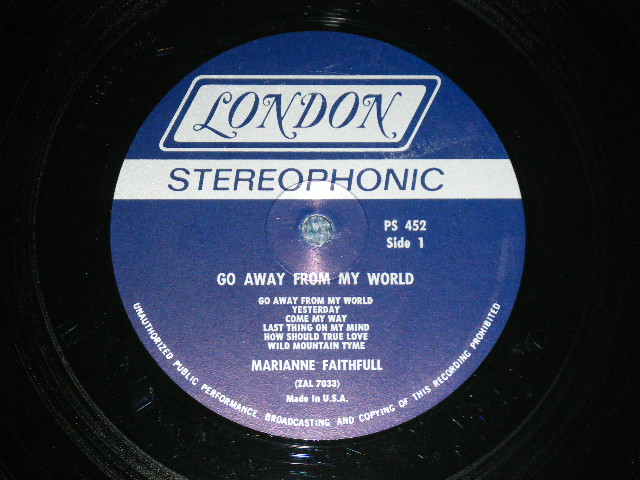 LONDON
STEREOPHONIC
PS 452
Side 1
GO AWAY FROM MY WORLD
GO AWAY FROM MY WORLD
YESTERDAY
COME MY WAY
LAST THING ON MY MIND
HOW SHOULD TRUE LOVE
WILD MOUNTAIN TYME
MARIANNE FAITHFULL
(ZAL 7033)
Made in U.S.A.
UNAUTHORIZED PUBLIC PERFORMANCE, BROADCASTING AND COPYING OF THIS RECORDING PROHIBITED